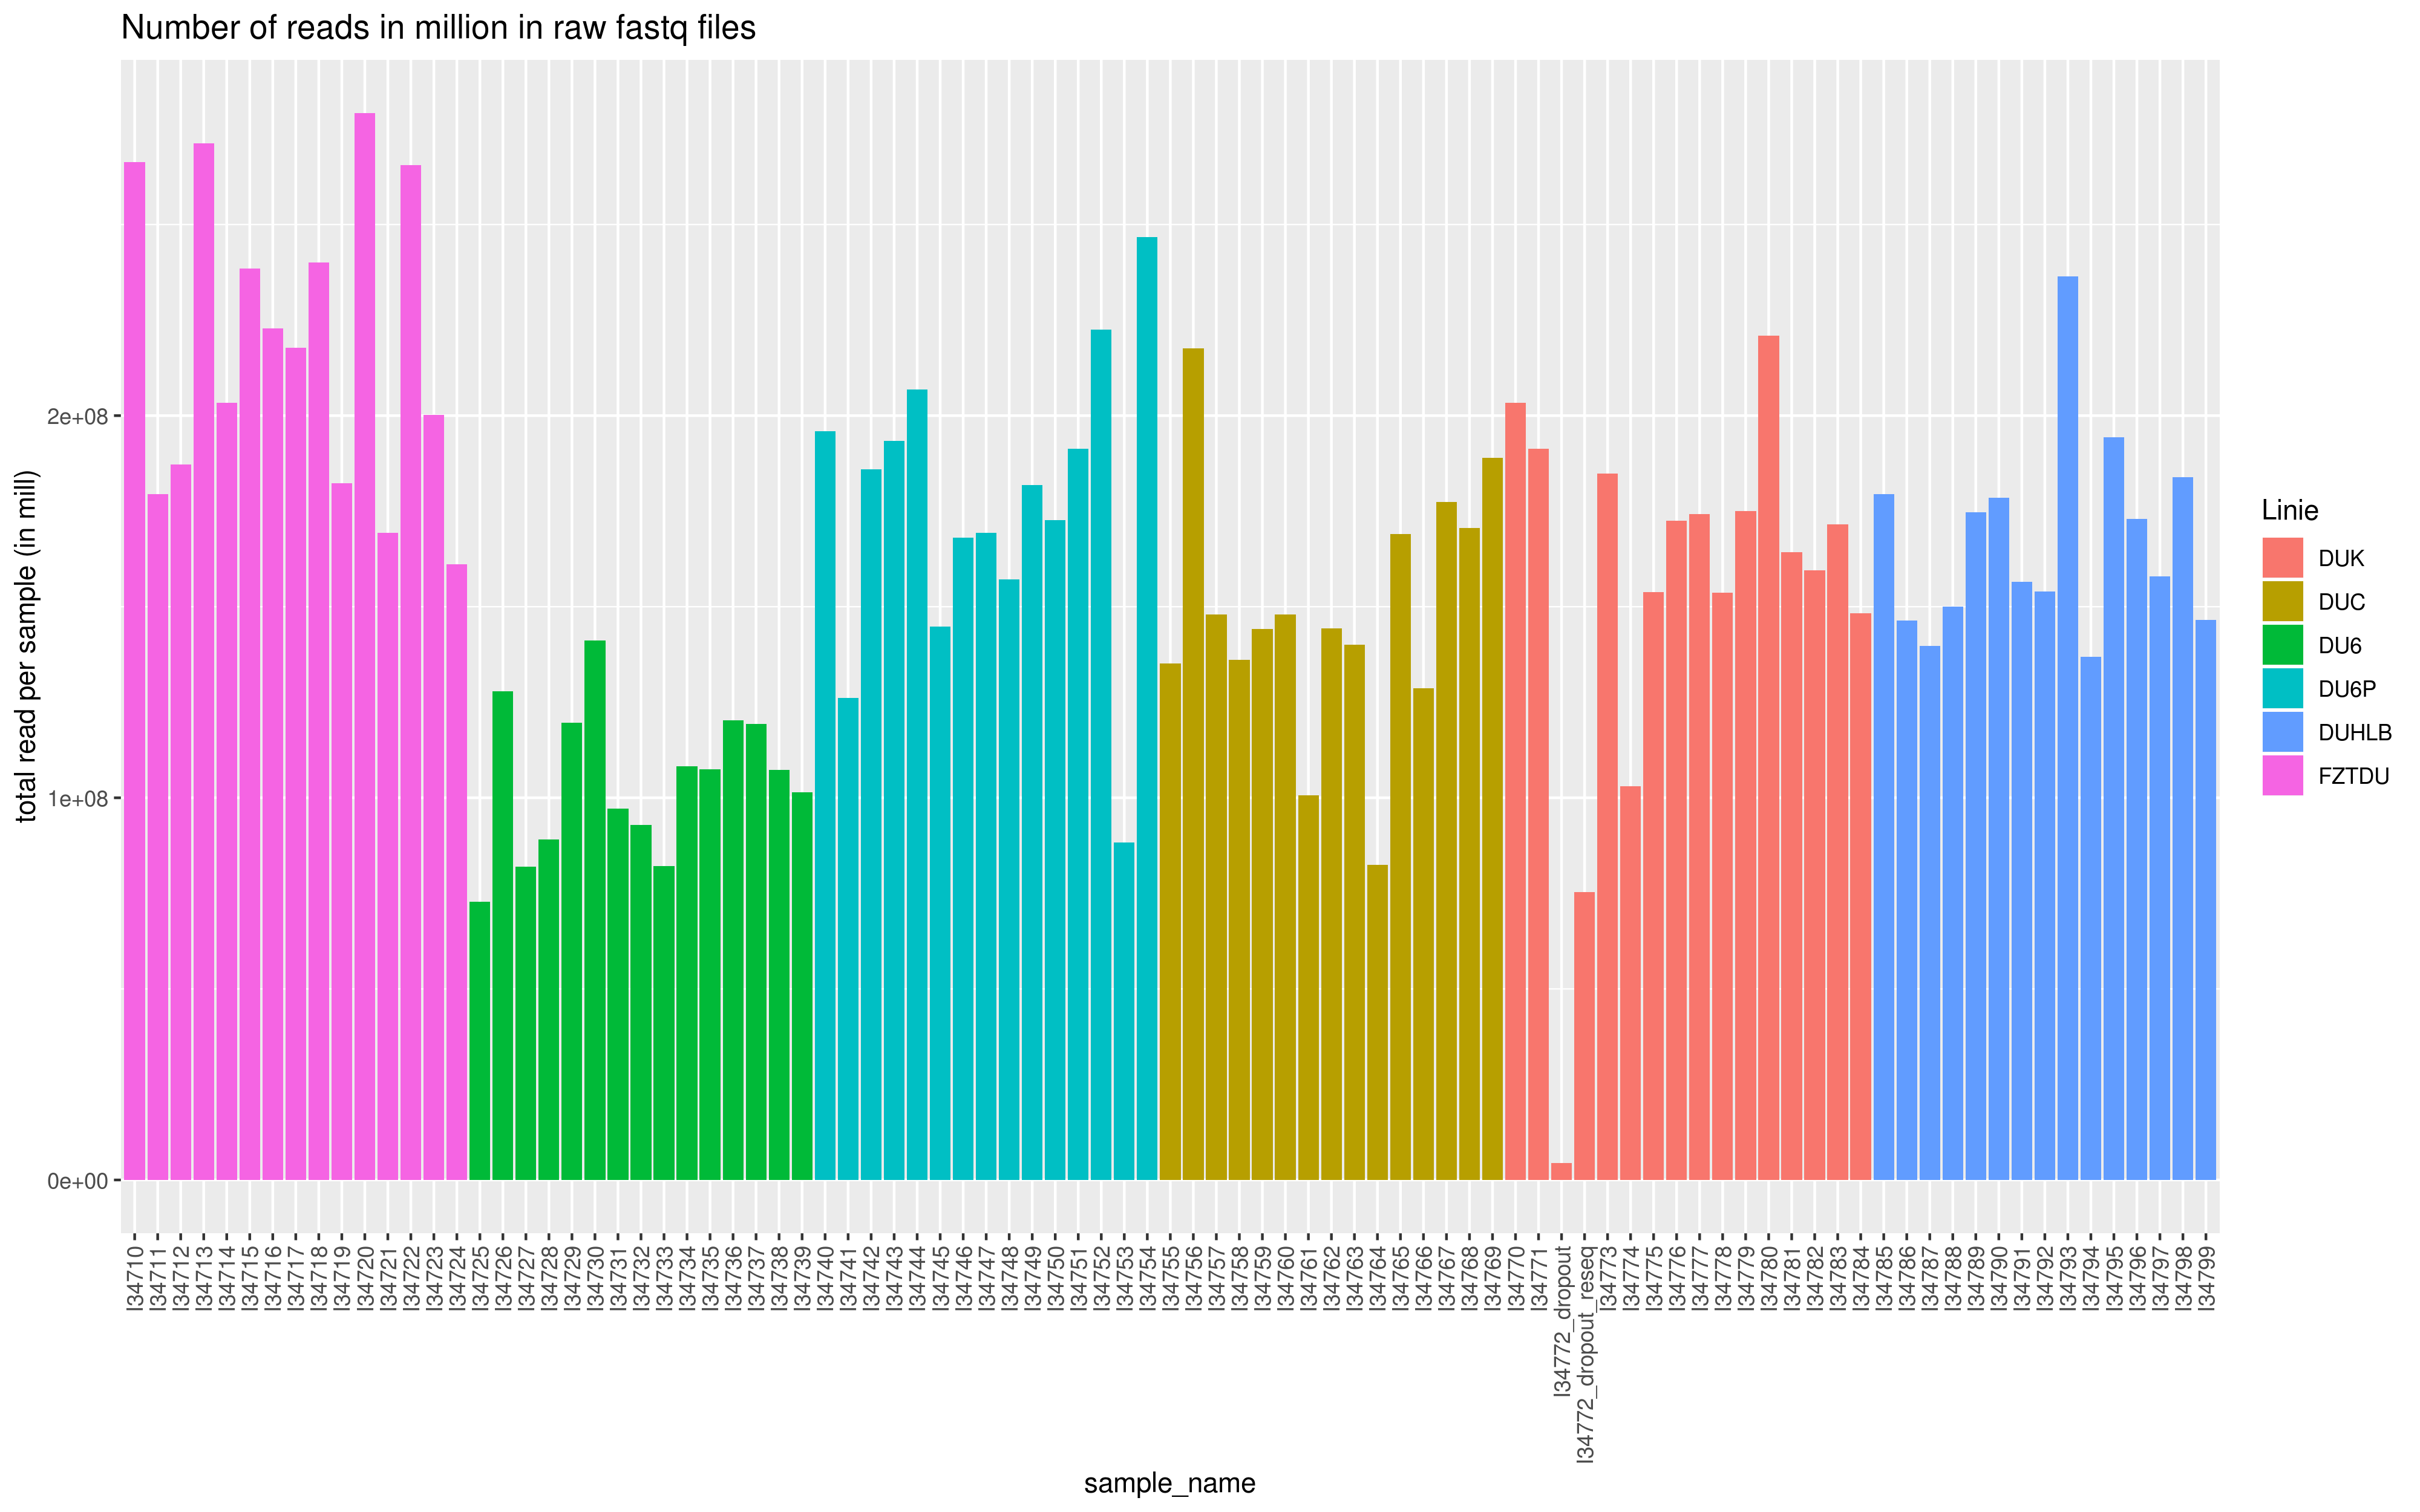 Number of reads in million in raw fastq files
total read per sample (in mill)
2e+08
1e+08
0e+00
I34710
I34711
I34712
I34713
I34714
I34715
I34716
I34717
I34718
I34719
I34720
I34721
I34722
I34723
I34724
I34725
I34726
I34727
I34728
I34729
I34730
I34731
I34732
I34733
I34734
I34735
I34736
I34737
I34738
I34739
I34740
I34741
I34742
I34743
I34744
I34745
I34746
I34747
I34748
I34749
I34750
I34751
I34752
I34753
I34754
I34755
I34756
I34757
I34758
I34759
I34760
I34761
I34762
I34763
I34764
I34765
I34766
I34767
I34768
I34769
I34770
I34771
I34772_dropout
I34772_dropout_reseq
I34773
I34774
I34775
I34776
I34777
I34778
I34779
I34780
I34781
I34782
I34783
I34784
I34785
I34786
I34787
I34788
I34789
I34790
I34791
I34792
I34793
I34794
I34795
I34796
I34797
I34798
I34799
sample_name
Linie
DUK
DUC
DU6
DU6P
DUHLB
FZTDU